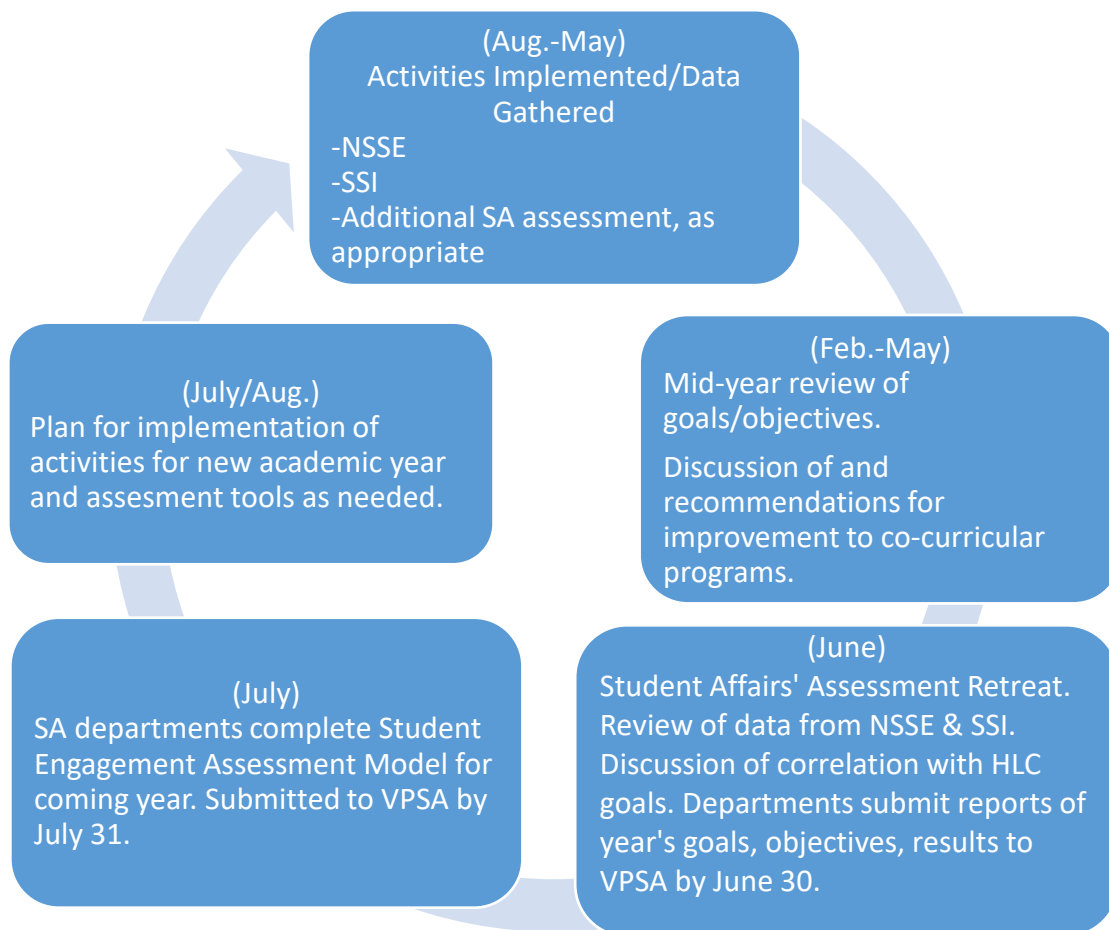 (Aug.-May)
Activities Implemented/Data
Gathered
-NSSE
-SSI
-Additional SA assessment, as
appropriate
(Feb.-May)
Mid-year review of
goals/objectives.
Discussion of and
recommendations for
improvement to co-curricular
programs.
(June)
Student Affairs' Assessment Retreat.
Review of data from NSSE & SSI.
Discussion of correlation with HLC
goals. Departments submit reports of
year's goals, objectives, results to
VPSA by June 30.
(July)
SA departments complete Student
Engagement Assessment Model for
coming year. Submitted to VPSA by
July 31.
(July/Aug.)
Plan for implementation of
activities for new academic year
and assesment tools as needed.